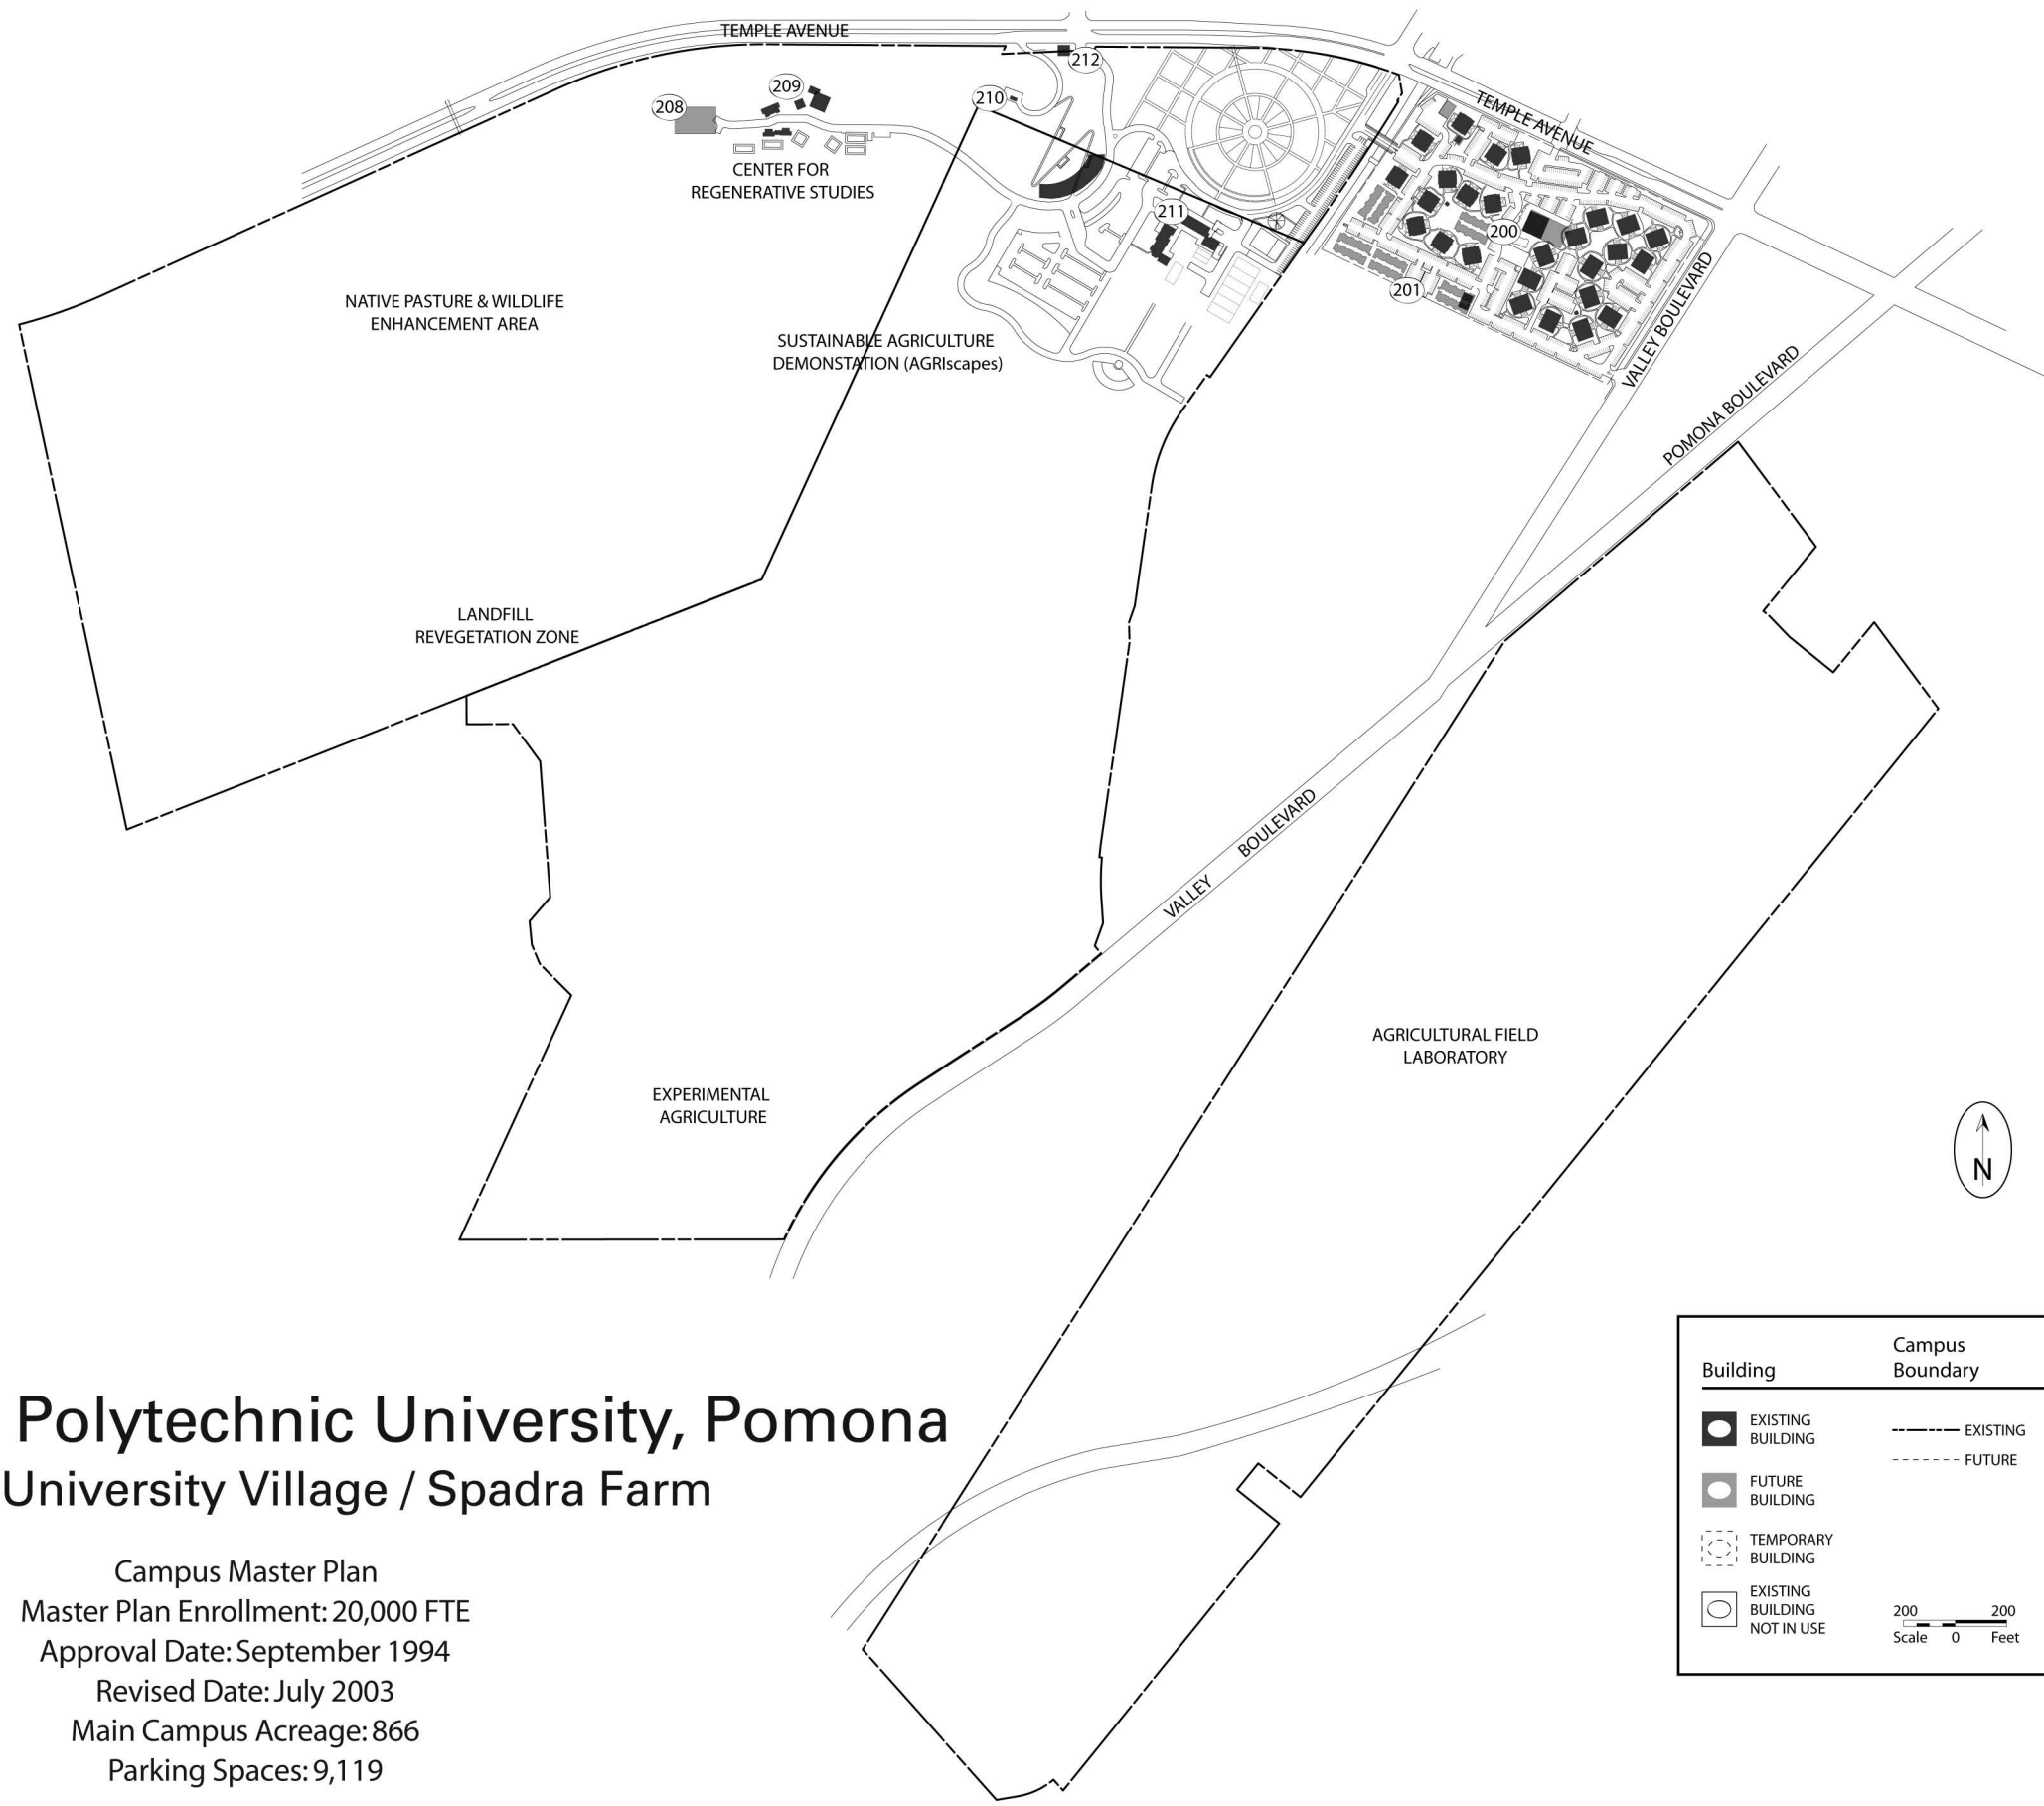 TEMPLE AVENUE
212
209
208
210
TEMPLE AVENUE
CENTER FOR
REGENERATIVE STUDIES
211
200
201
VALLEY BOULEVARD
NATIVE PASTURE & WILDLIFE
ENHANCEMENT AREA
SUSTAINABLE AGRICULTURE
DEMONSTATION (AGRIscapes)
POMONA BOULEVARD
LANDFILL
REVEGETATION ZONE
VALLEY BOULEVARD
AGRICULTURAL FIELD
LABORATORY
EXPERIMENTAL
AGRICULTURE
N
Polytechnic University, Pomona
University Village / Spadra Farm
Campus Master Plan
Master Plan Enrollment: 20,000 FTE
Approval Date: September 1994
Revised Date: July 2003
Main Campus Acreage: 866
Parking Spaces: 9,119
Building
Campus
Boundary
EXISTING
BUILDING
EXISTING
FUTURE
FUTURE
BUILDING
TEMPORARY
BUILDING
EXISTING
BUILDING
NOT IN USE
200 200
Scale 0 Feet